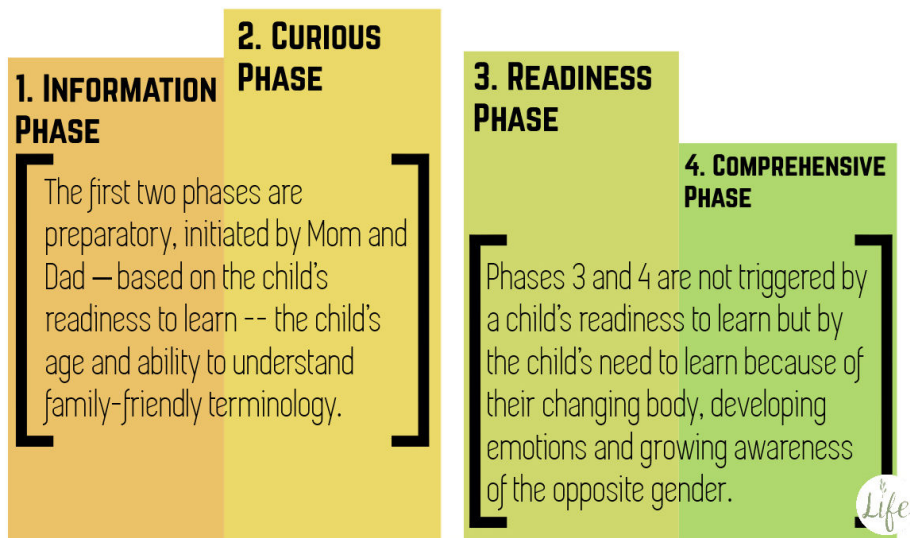 1. INFORMATION
PHASE
2. CURIOUS
PHASE
The first two phases are
preparatory, initiated by Mom and
Dad – based on the child's
readiness to learn -- the child's
age and ability to understand
family-friendly terminology.
3. READINESS
PHASE
4. COMPREHENSIVE
PHASE
Phases 3 and 4 are not triggered by
a child's readiness to learn but by
the child's need to learn because of
their changing body, developing
emotions and growing awareness
of the opposite gender.
Life